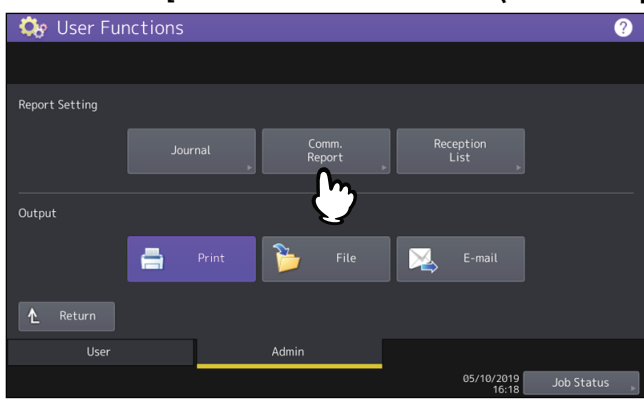 User Functions
?
Report Setting
Journal
Comm.
Report
Reception
List
Output
Print
File
E-mail
Return
User
Admin
05/10/2019
16:18
Job Status